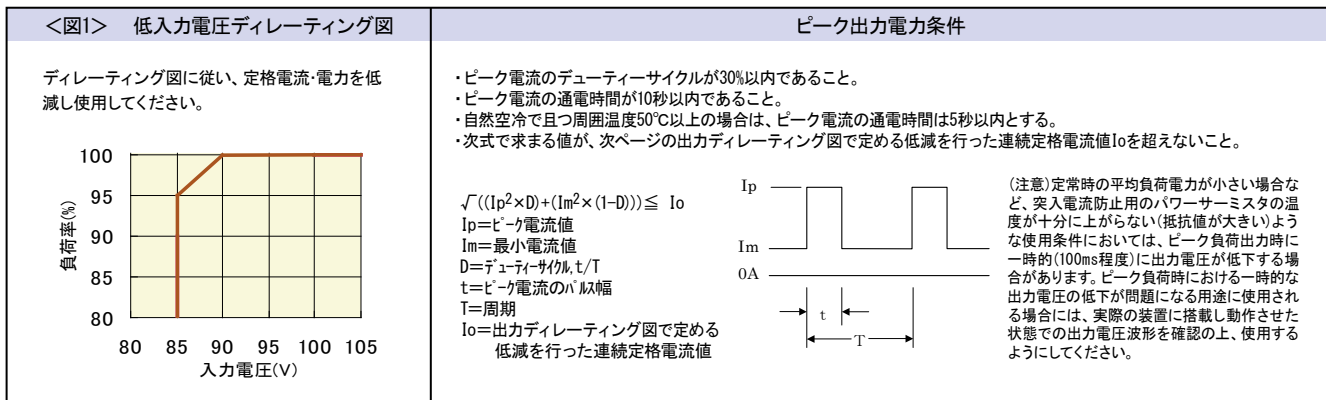 <図1> 低入力電圧ディレーティング図
ディレーティング図に従い、定格電流・電力を低
減し使用してください。
100
95
90
85
80
負荷率(%)
80 85 90 95 100 105
入力電圧(V)
ピーク出力電力条件
・ピーク電流のデューティーサイクルが30%以内であること。
・ピーク電流の通電時間が10秒以内であること。
・自然空冷で且つ周囲温度50℃以上の場合は、ピーク電流の通電時間は5秒以内とする。
・次式で求まる値が、次ページの出力ディレーティング図で定める低減を行った連続定格電流値Ioを超えないこと。
√((Ip²×D)+(Im²×(1-D)))≦ Io
Ip=ピーク電流値
Im=最小電流値
D=デューティーサイクル,t/T
t=ピーク電流のパルス幅
T=周期
Io=出力ディレーティング図で定める
低減を行った連続定格電流値
Ip
Im
0A
t
T
(注意)定常時の平均負荷電力が小さい場合な
ど、突入電流防止用のパワーサーミスタの温
度が十分に上がらない(抵抗値が大きい)よう
な使用条件においては、ピーク負荷出力時に
一時的(100ms程度)に出力電圧が低下する場
合があります。ピーク負荷時における一時的な
出力電圧の低下が問題になる用途に使用され
る場合には、実際の装置に搭載し動作させた
状態での出力電圧波形を確認の上、使用する
ようにしてください。